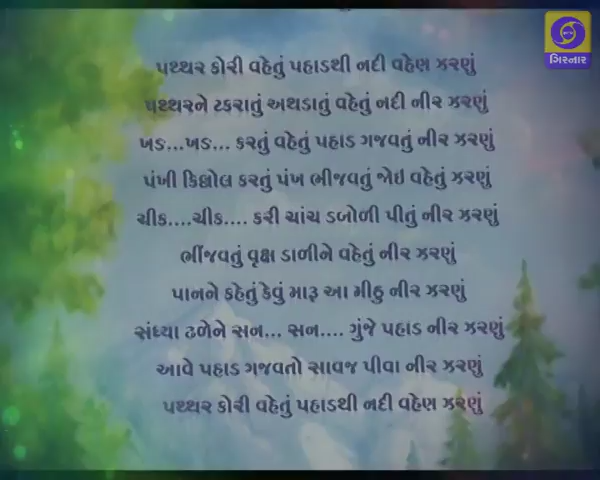 ગિરનાર
પથ્થર કોરી વહેતું પહાડથી નદી વહેણ ઝરણું
પથ્થરને ટકરાતું અથડાતું વહેતું નદી નીર ઝરણું
ખડ...ખડ... કરતું વહેતું પહાડ ગજવતું નીર ઝરણું
પંખી કિલ્લોલ કરતું પંખ ભીજવતું જોઇ વહેતું ઝરણું
ચીક....ચીક.... કરી ચાંચ ડબોળી પીતું નીર ઝરણું
ભીંજવતું વૃક્ષ ડાળીને વહેતું નીર ઝરણું
પાનને કહેતું કેવું મારૂ આ મીઠુ નીર ઝરણું
સંધ્યા ઢળેને સન... સન.... ગુંજે પહાડ નીર ઝરણું
આવે પહાડ ગજવતો સાવજ પીવા નીર ઝરણું
પથ્થર કોરી વહેતું પહાડથી નદી વહેણ ઝરણું